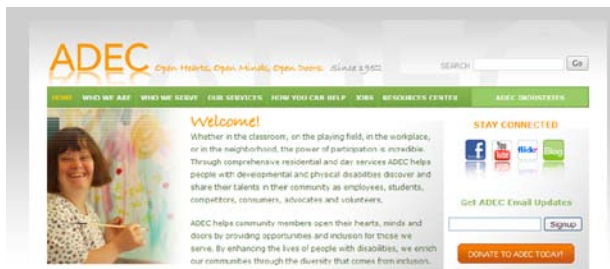 ADEC Open Hearts, Open Minds, Open Doors. Since 1952
SEARCH Go
HOME WHO WE ARE WHO WE SERVE OUR SERVICES HOW YOU CAN HELP JOBS RESOURCES CENTER ADEC INDUSTRIES
Welcome!
Whether in the classroom, on the playing field, in the workplace,
or in the neighborhood, the power of participation is incredible.
Through comprehensive residential and day services ADEC helps
people with developmental and physical disabilities discover and
share their talents in their community as employees, students,
competitors, consumers, advocates and volunteers.
ADEC helps community members open their hearts, minds and
doors by providing opportunities and inclusion for those we
serve. By enhancing the lives of people with disabilities, we enrich
our communities through the diversity that comes from inclusion.
STAY CONNECTED
f You Tube flickr Blog
Get ADEC Email Updates
Signup
DONATE TO ADEC TODAY!